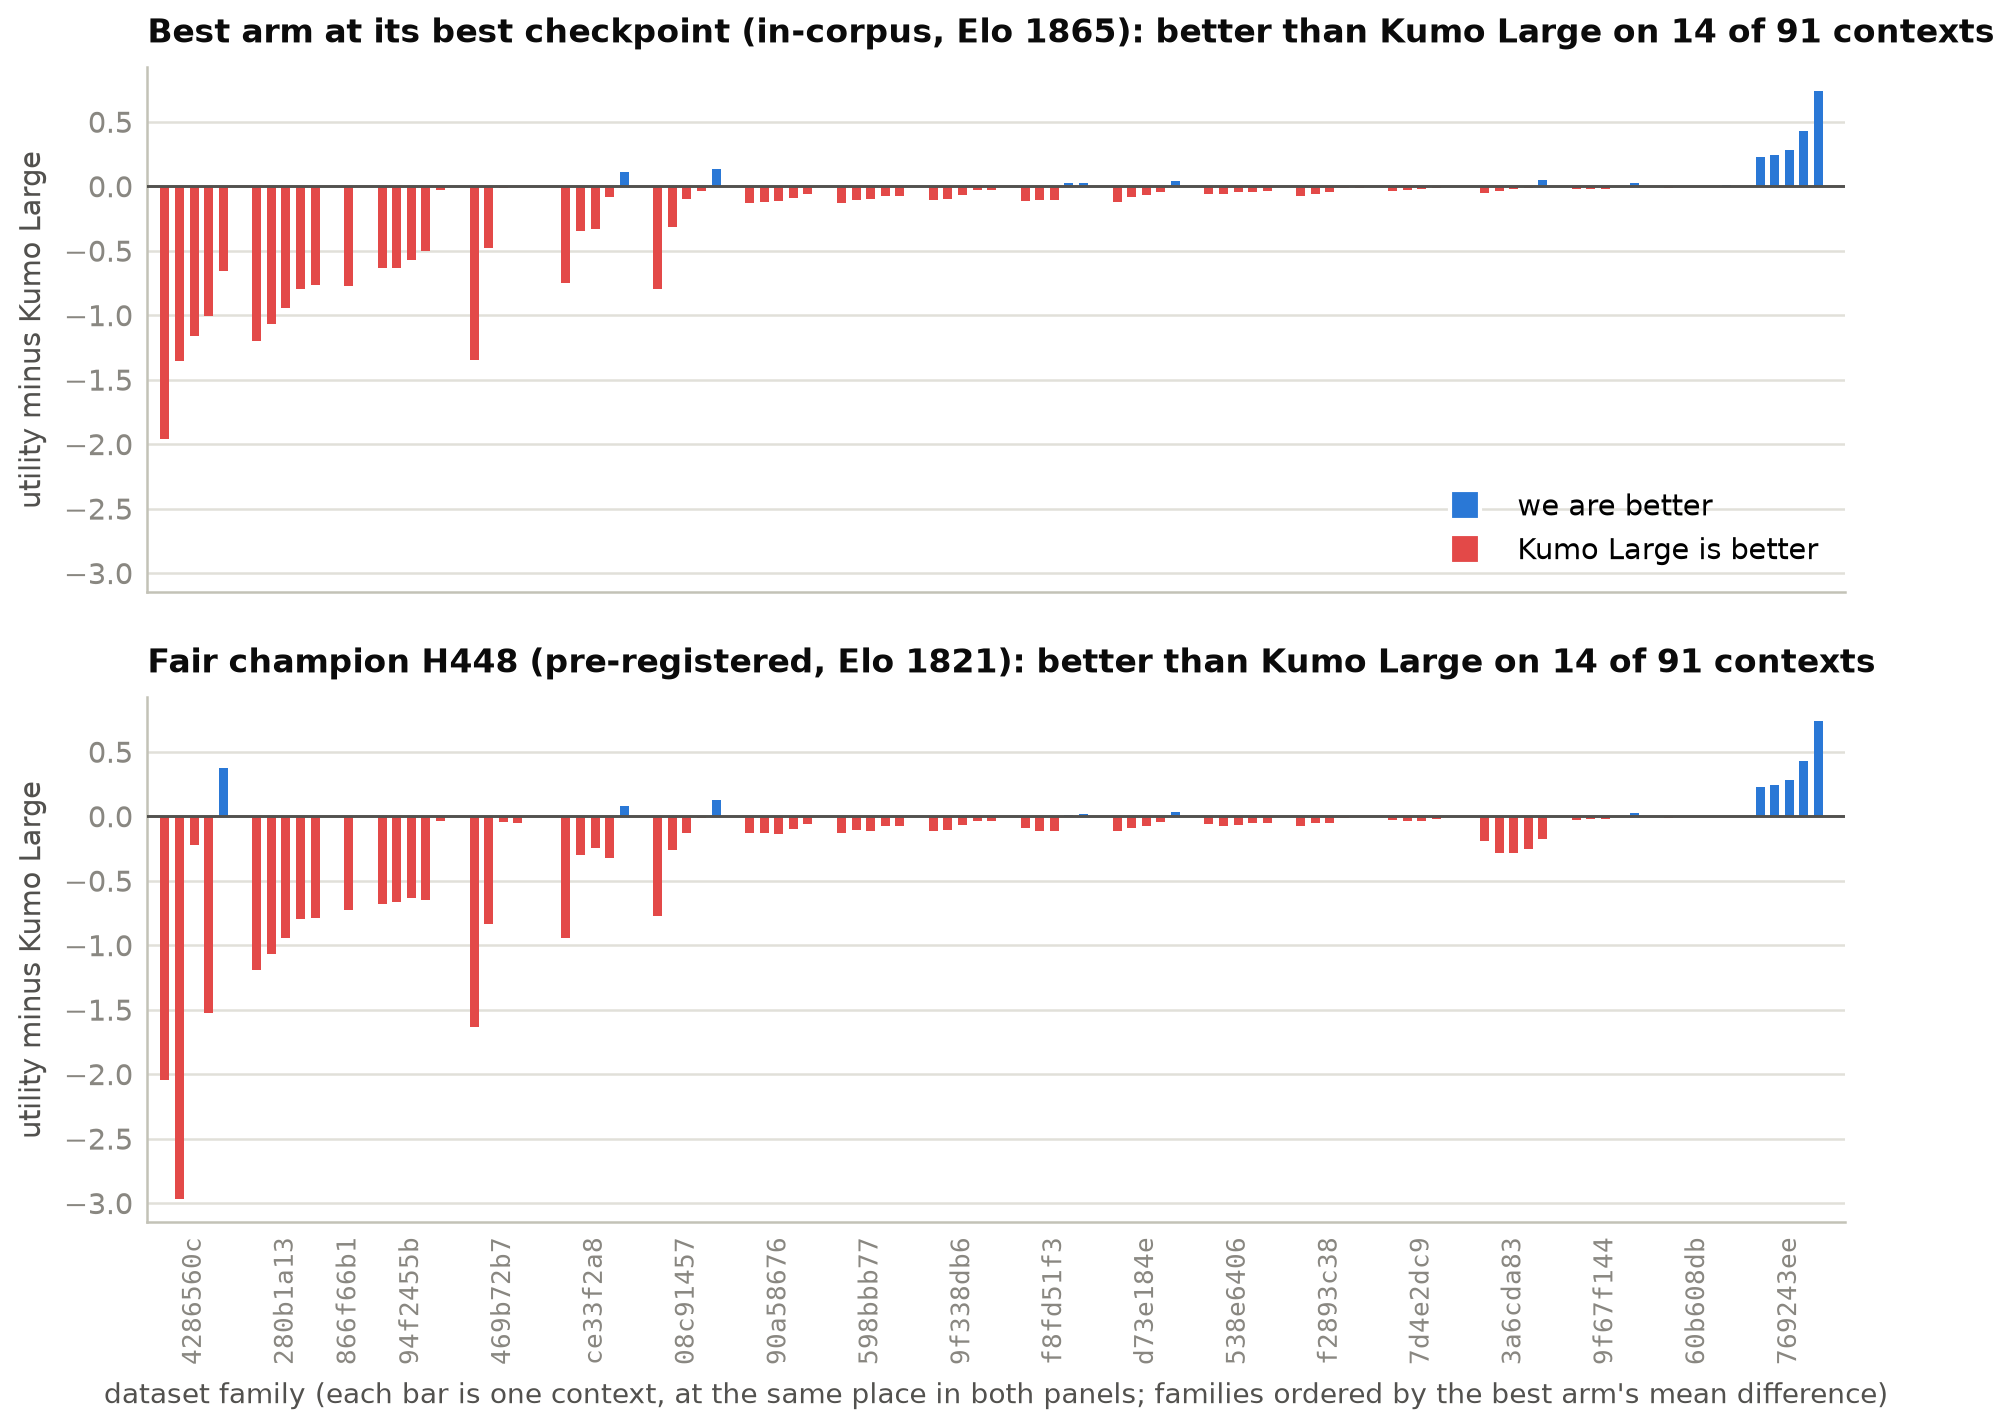 Best arm at its best checkpoint (in-corpus, Elo 1865): better than Kumo Large on 14 of 91 contexts
utility minus Kumo Large
0.5
0.0
−0.5
−1.0
−1.5
−2.0
−2.5
−3.0
we are better
Kumo Large is better
Fair champion H448 (pre-registered, Elo 1821): better than Kumo Large on 14 of 91 contexts
utility minus Kumo Large
0.5
0.0
−0.5
−1.0
−1.5
−2.0
−2.5
−3.0
4286560c
280b1a13
866f66b1
94f2455b
469b72b7
ce33f2a8
08c91457
90a58676
598bbb77
9f338db6
f8fd51f3
d73e184e
538e6406
f2893c38
7d4e2dc9
3a6cda83
9f67f144
60b608db
769243ee
dataset family (each bar is one context, at the same place in both panels; families ordered by the best arm's mean difference)